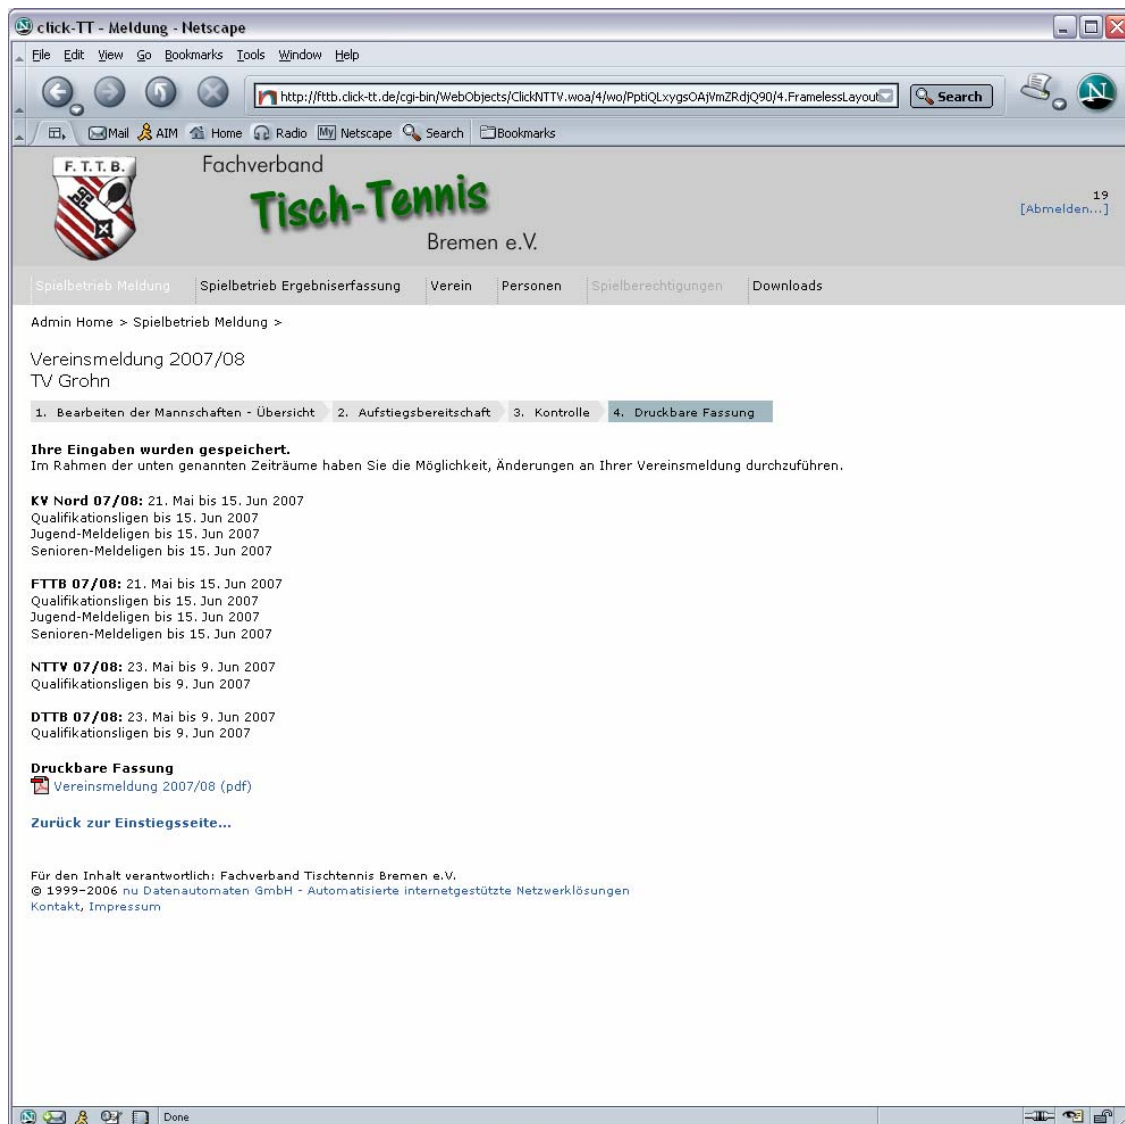 click-TT - Meldung - Netscape
File Edit View Go Bookmarks Tools Window Help
http://fttb.click-tt.de/cgi-bin/WebObjects/ClickNTTV.woa/4/wo/PptiQLxygsOAjVmZRdjQ90/4.FramelessLayout
Search
N
Mail AIM Home Radio My Netscape Search Bookmarks
F.T.T.B.
Fachverband
Tisch-Tennis
Bremen e.V.
19
[Abmelden...]
Spielbetrieb Meldung Spielbetrieb Ergebniserfassung Verein Personen Spielberechtigungen Downloads
Admin Home > Spielbetrieb Meldung >
Vereinsmeldung 2007/08
TV Grohn
1. Bearbeiten der Mannschaften - Übersicht 2. Aufstiegsbereitschaft 3. Kontrolle 4. Druckbare Fassung
Ihre Eingaben wurden gespeichert.
Im Rahmen der unten genannten Zeiträume haben Sie die Möglichkeit, Änderungen an Ihrer Vereinsmeldung durchzuführen.
KV Nord 07/08: 21. Mai bis 15. Jun 2007
Qualifikationsligen bis 15. Jun 2007
Jugend-Meldeligen bis 15. Jun 2007
Senioren-Meldeligen bis 15. Jun 2007
FTTB 07/08: 21. Mai bis 15. Jun 2007
Qualifikationsligen bis 15. Jun 2007
Jugend-Meldeligen bis 15. Jun 2007
Senioren-Meldeligen bis 15. Jun 2007
NTTV 07/08: 23. Mai bis 9. Jun 2007
Qualifikationsligen bis 9. Jun 2007
DTTB 07/08: 23. Mai bis 9. Jun 2007
Qualifikationsligen bis 9. Jun 2007
Druckbare Fassung
Vereinsmeldung 2007/08 (pdf)
Zurück zur Einstiegsseite...
Für den Inhalt verantwortlich: Fachverband Tischtennis Bremen e.V.
© 1999-2006 nu Datenautomaten GmbH - Automatisierte internetgestützte Netzwerklösungen
Kontakt, Impressum
Done